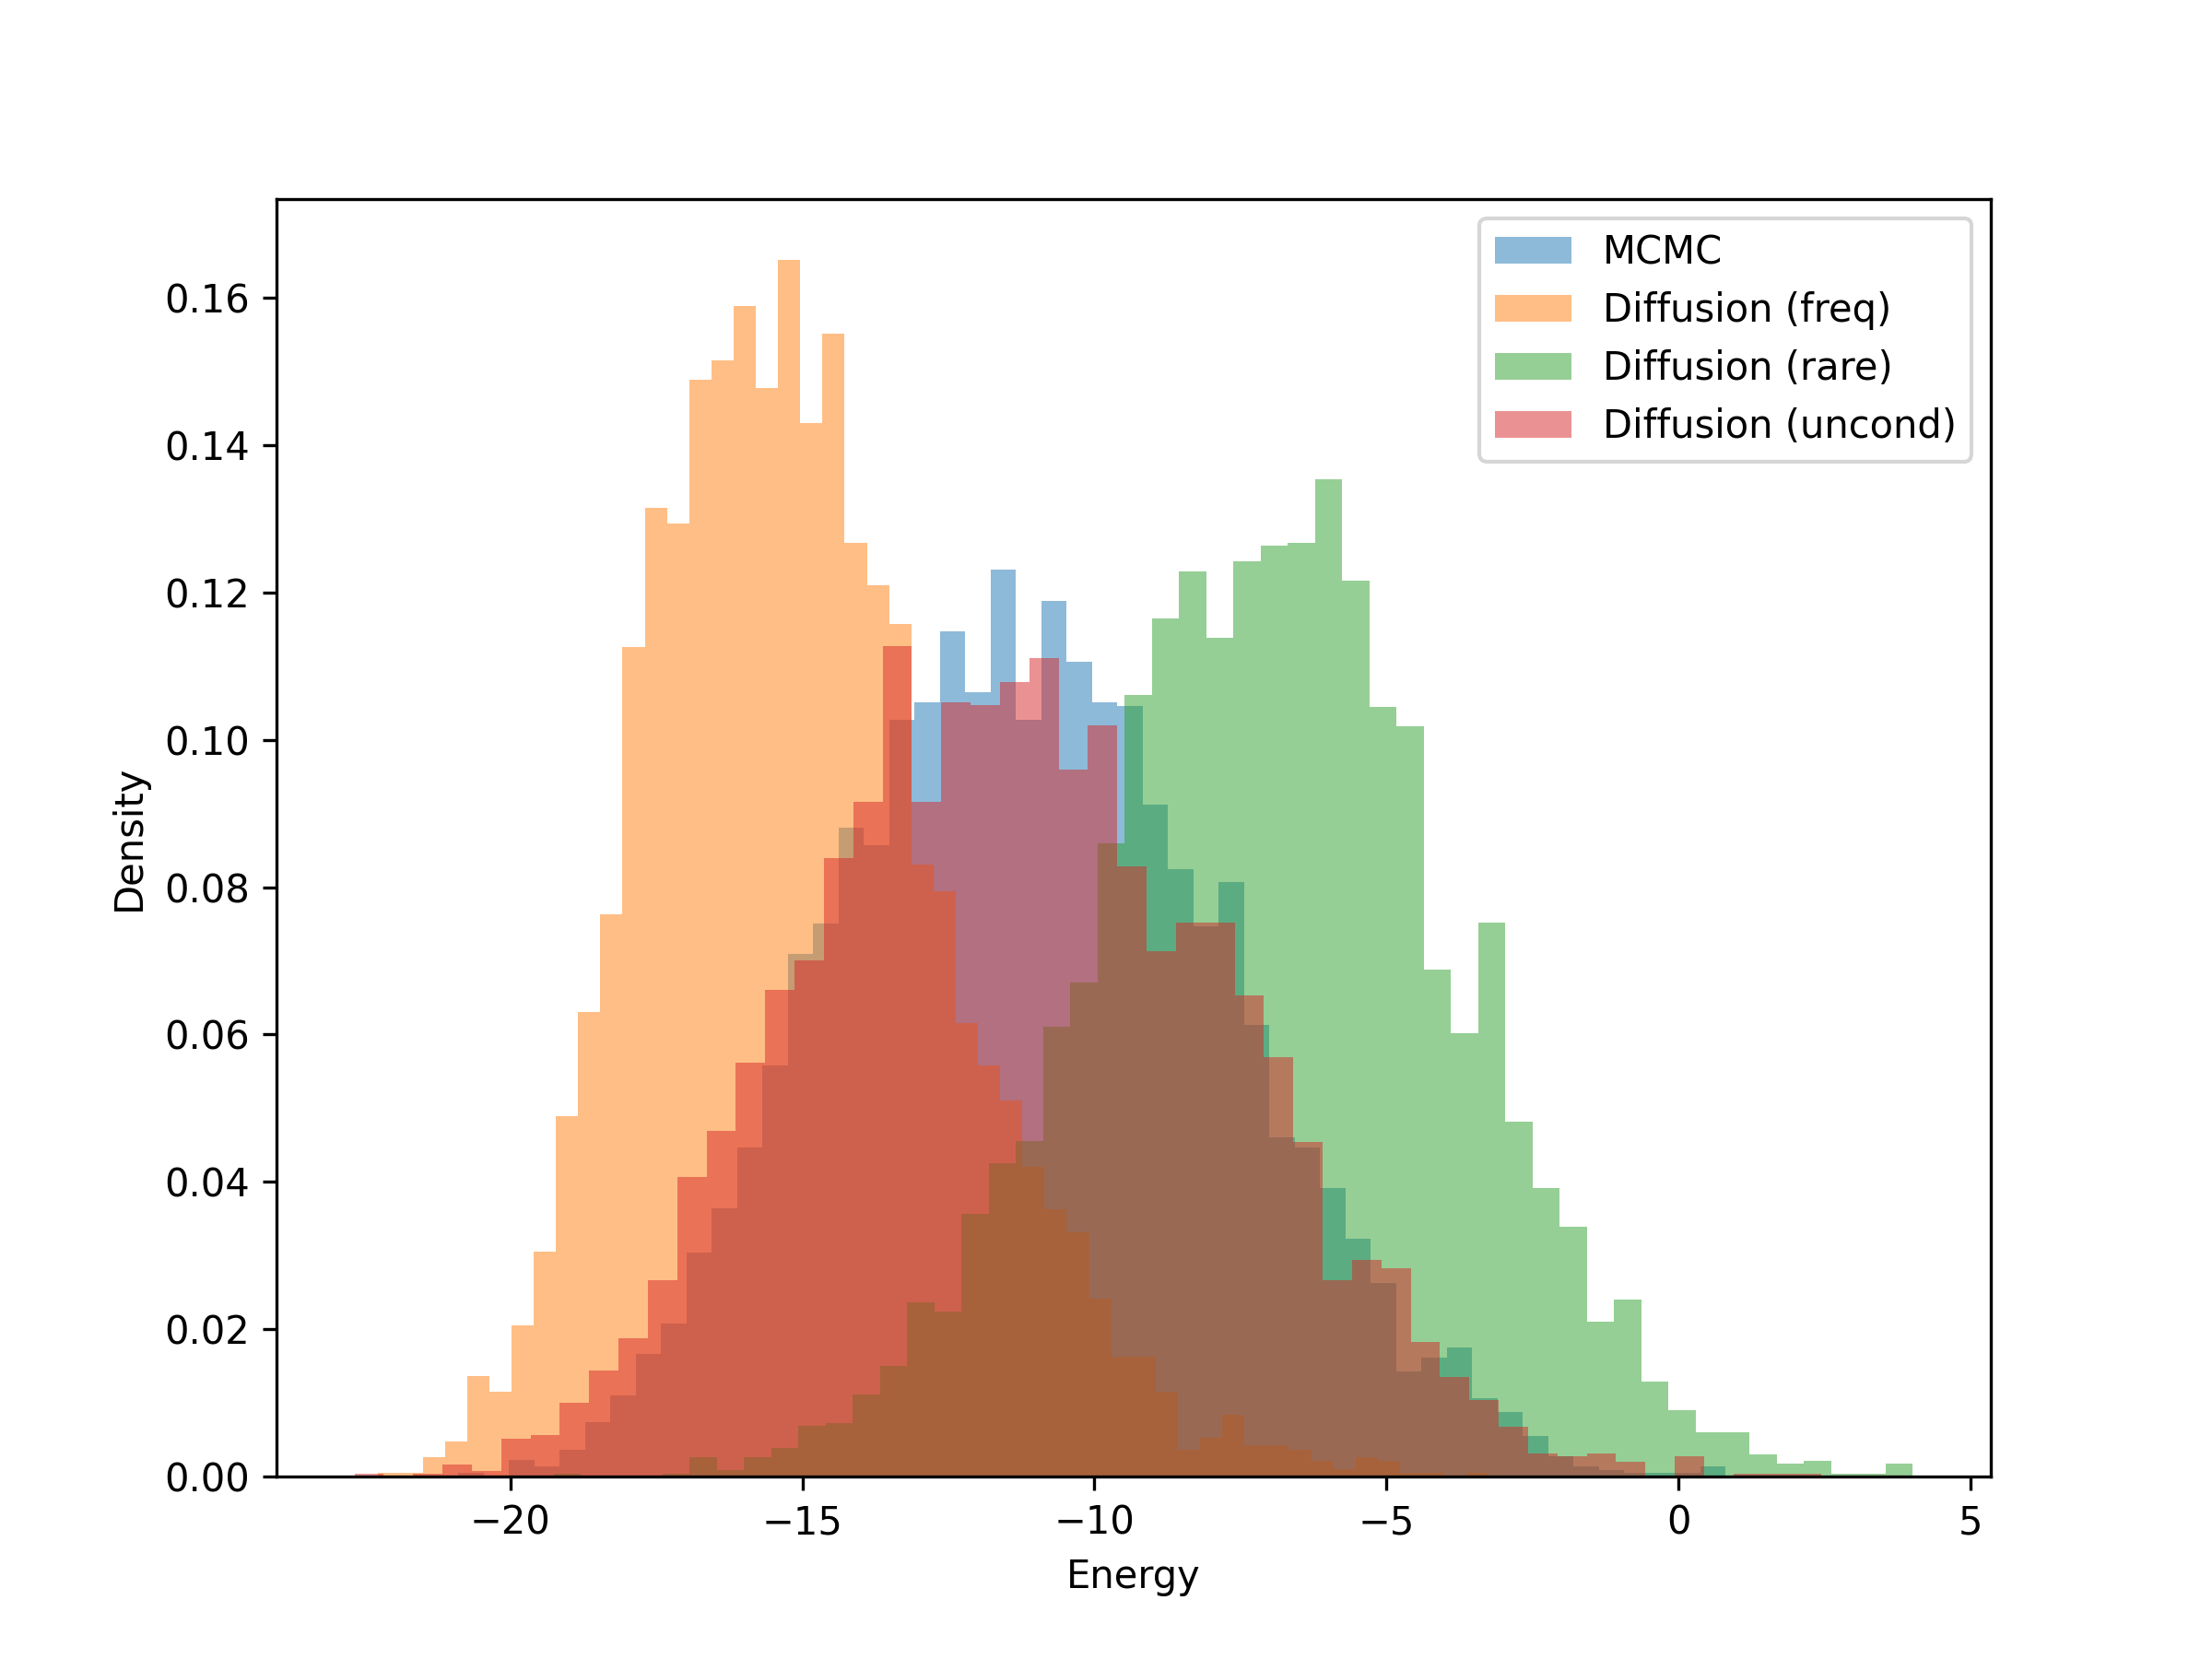 MCMC
Diffusion (freq)
Diffusion (rare)
Diffusion (uncond)
0.16
0.14
0.12
0.10
0.08
0.06
0.04
0.02
0.00
Density
−20 −15 −10 −5 0 5
Energy